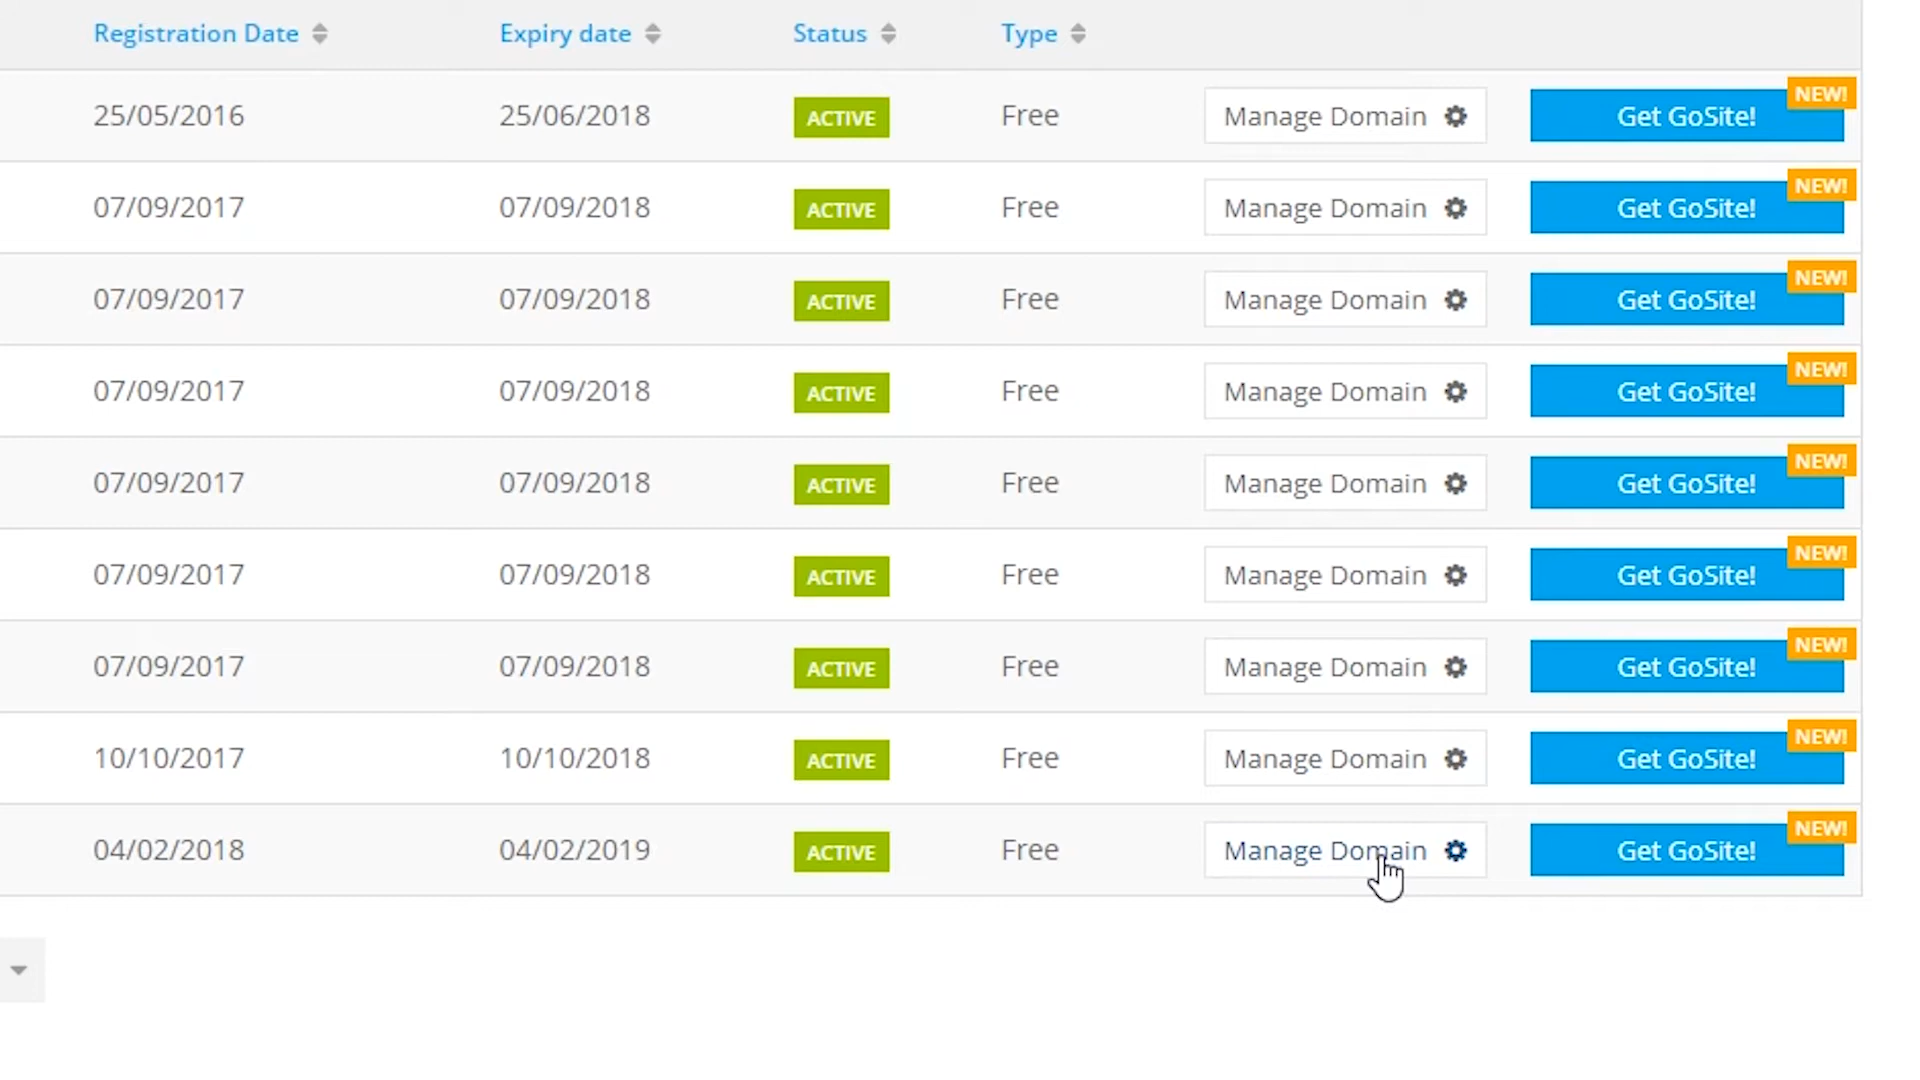 Registration Date Expiry date Status Type
25/05/2016 25/06/2018 ACTIVE Free Manage Domain Get GoSite! NEW!
07/09/2017 07/09/2018 ACTIVE Free Manage Domain Get GoSite! NEW!
07/09/2017 07/09/2018 ACTIVE Free Manage Domain Get GoSite! NEW!
07/09/2017 07/09/2018 ACTIVE Free Manage Domain Get GoSite! NEW!
07/09/2017 07/09/2018 ACTIVE Free Manage Domain Get GoSite! NEW!
07/09/2017 07/09/2018 ACTIVE Free Manage Domain Get GoSite! NEW!
07/09/2017 07/09/2018 ACTIVE Free Manage Domain Get GoSite! NEW!
10/10/2017 10/10/2018 ACTIVE Free Manage Domain Get GoSite! NEW!
04/02/2018 04/02/2019 ACTIVE Free Manage Domain Get GoSite! NEW!